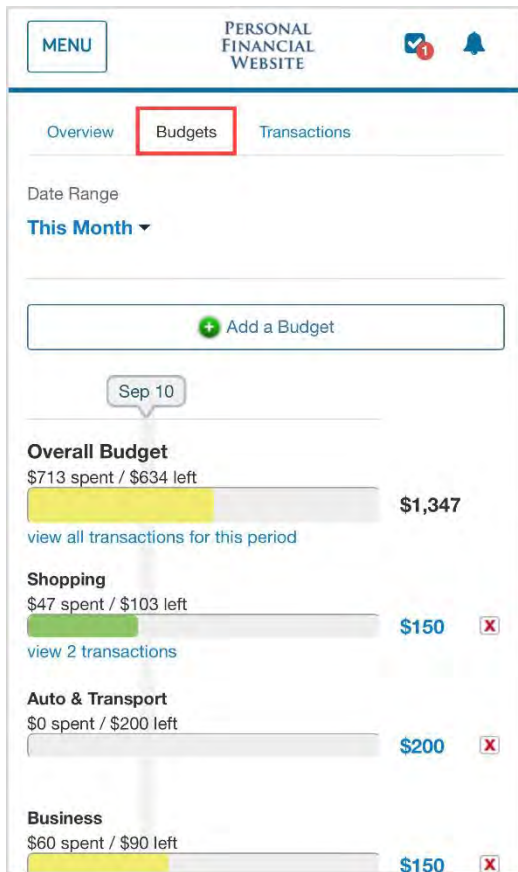 MENU
PERSONAL
FINANCIAL
WEBSITE
1
Overview Budgets Transactions
Date Range
This Month
Add a Budget
Sep 10
Overall Budget
$713 spent / $634 left
$1,347
view all transactions for this period
Shopping
$47 spent / $103 left
$150 X
view 2 transactions
Auto & Transport
$0 spent / $200 left
$200 X
Business
$60 spent / $90 left
$150 X